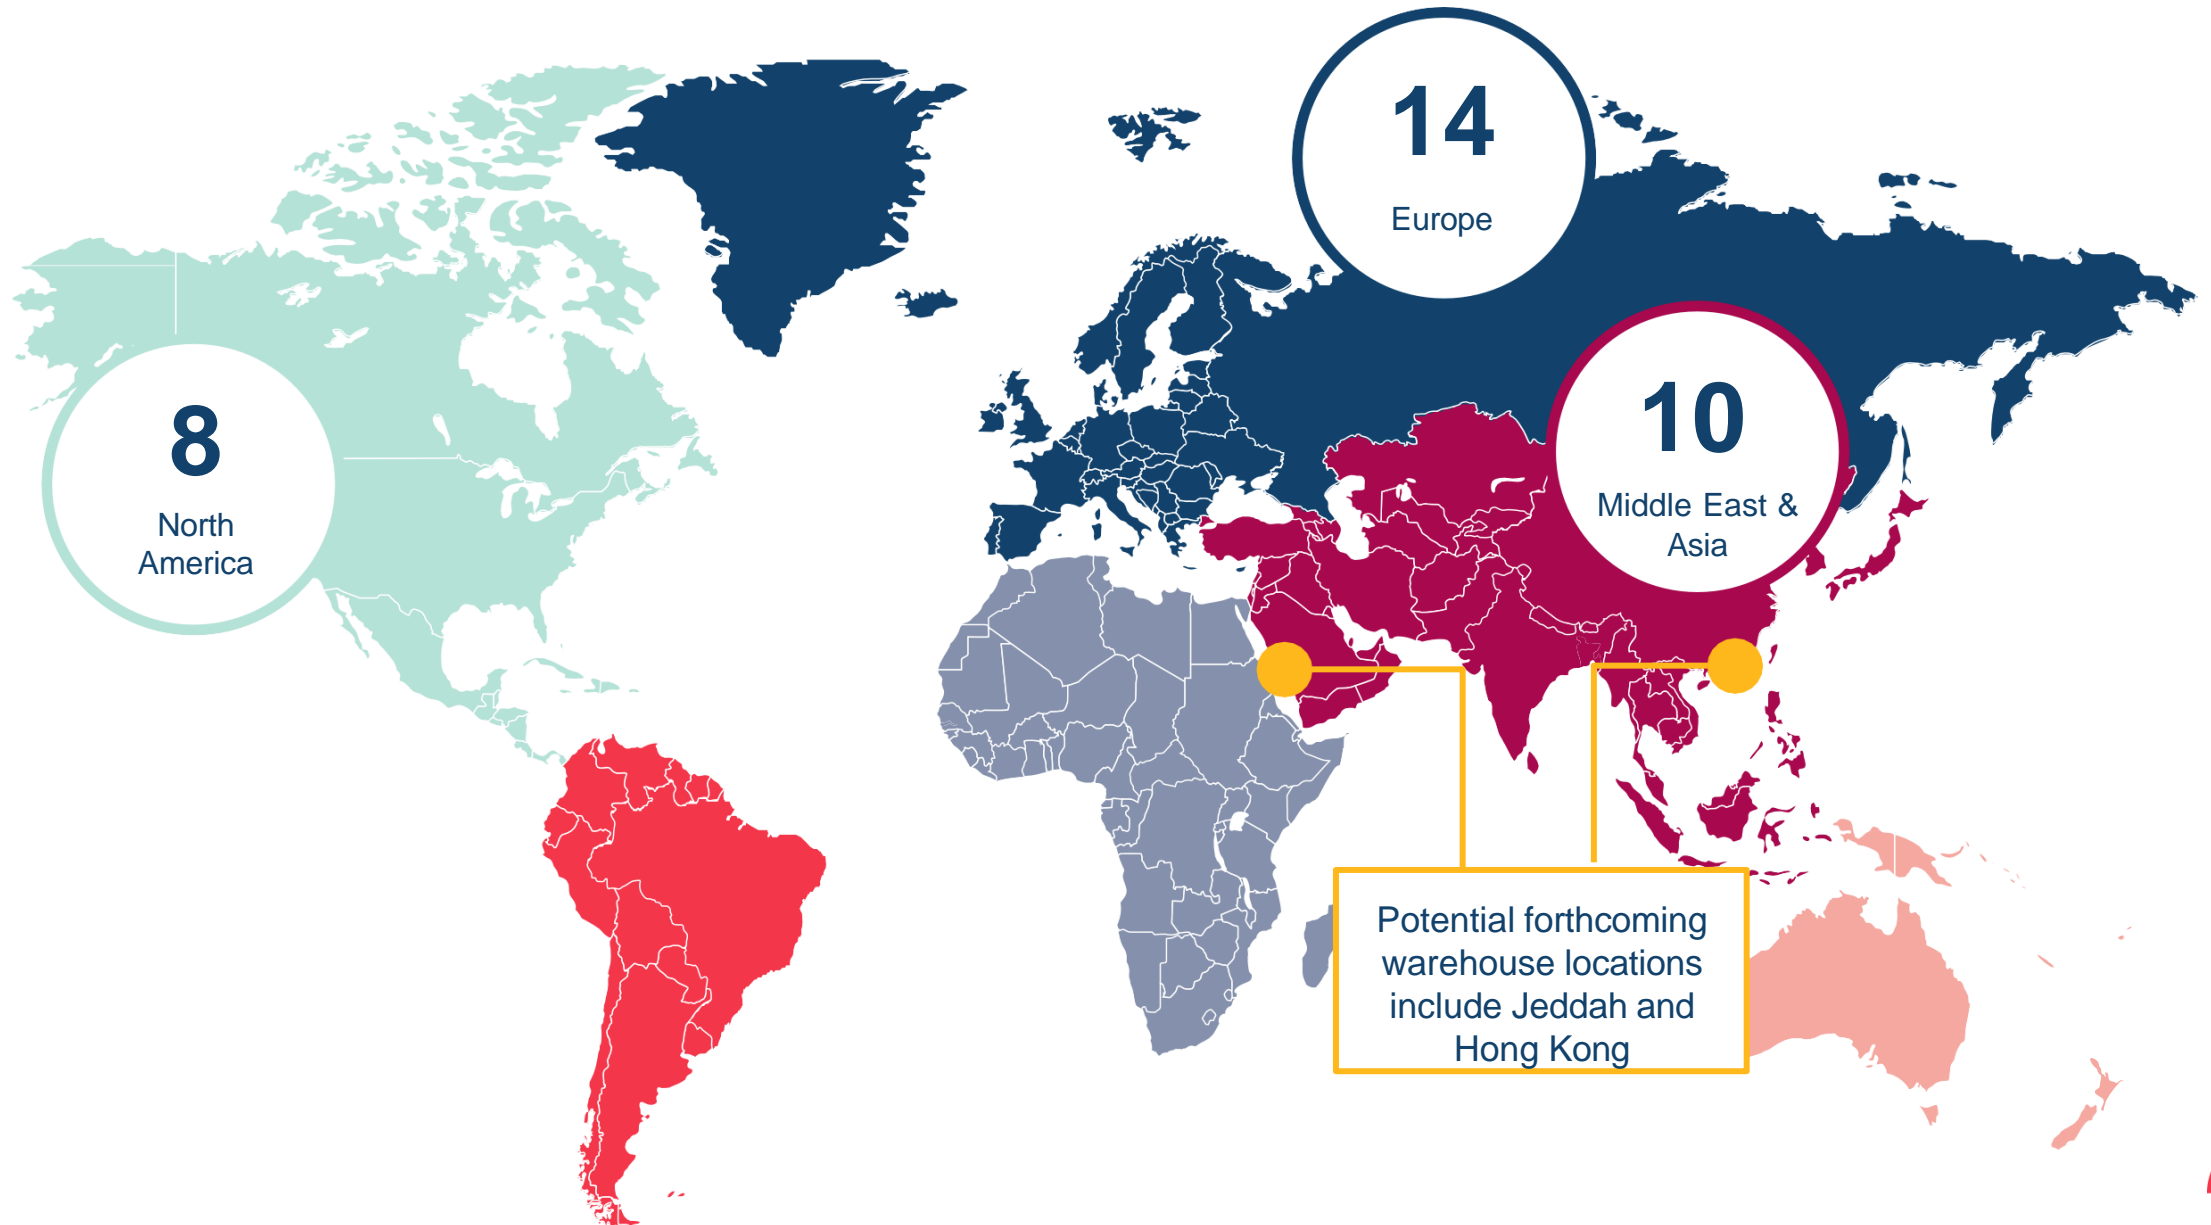 14
Europe
10
Middle East &
Asia
8
North
America
Potential forthcoming
warehouse locations
include Jeddah and
Hong Kong